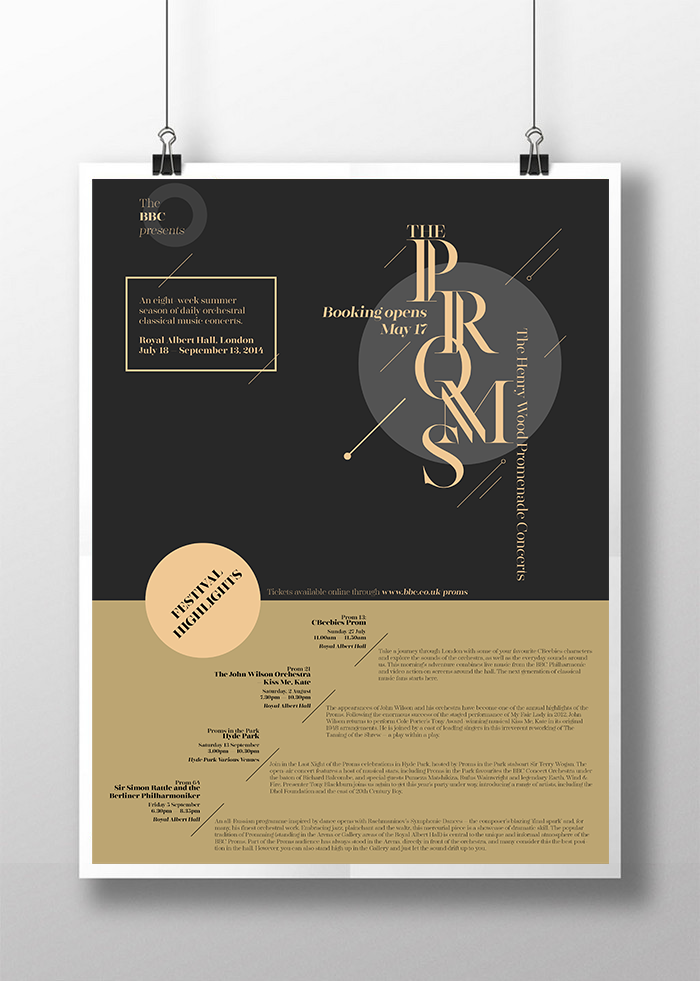 The
BBC
presents
An eight-week summer
season of daily orchestral
classical music concerts.
Royal Albert Hall, London
July 18 – September 13, 2014
THE
PROMS
Booking opens
May 17
The Henry Wood Promenade Concerts
FESTIVAL
HIGHLIGHTS
Tickets available online through www.bbc.co.uk/proms
Prom 13
CBeebies Prom
Sunday 27 July
11.00am – 11.50am
Royal Albert Hall
Take a journey through London with some of your favourite CBeebies characters
and explore the sounds of the orchestra, as well as the everyday sounds around
us. This morning's adventure combines live music from the BBC Philharmonic
and video action on screens around the hall. The next generation of classical
music fans starts here.
Prom 21
The John Wilson Orchestra
Kiss Me, Kate
Saturday, 2 August
7.30pm – 10.30pm
Royal Albert Hall
The appearances of John Wilson and his orchestra have become one of the annual highlights of the
Proms. Following the enormous success of the staged performance of My Fair Lady in 2012, John
Wilson returns to perform Cole Porter's Tony Award-winning musical Kiss Me, Kate in its original
1948 arrangements. He is joined by a cast of leading singers in this irreverent reworking of The
Taming of the Shrew – a play within a play.
Proms in the Park
Hyde Park
Saturday 13 September
3.00pm – 10.30pm
Hyde Park/Various Venues
Join in the Last Night of the Proms celebrations in Hyde Park, hosted by Proms in the Park stalwart Sir Terry Wogan. The
open-air concert features a host of musical stars, including Proms in the Park favourites the BBC Concert Orchestra under
the baton of Richard Balcombe, and special guests Pumeza Matshikiza, Rufus Wainwright and legendary Earth, Wind &
Fire. Presenter Tony Blackburn joins us again to get this year's party under way, introducing a range of artists, including the
Dhol Foundation and the cast of 20th Century Boy.
Prom 64
Sir Simon Rattle and the
Berliner Philharmoniker
Friday 5 September
6.30pm – 8.35pm
Royal Albert Hall
An all-Russian programme inspired by dance opens with Rachmaninov's Symphonic Dances – the composer's blazing 'final spark' and, for
many, his finest orchestral work. Embracing jazz, plainchant and the waltz, this mercurial piece is a showcase of dramatic skill. The popular
tradition of Promming (standing in the Arena or Gallery areas of the Royal Albert Hall) is central to the unique and informal atmosphere of the
BBC Proms. Part of the Proms audience has always stood in the Arena, directly in front of the orchestra, and many consider this the best posi-
tion in the hall. However, you can also stand high up in the Gallery and just let the sound drift up to you.